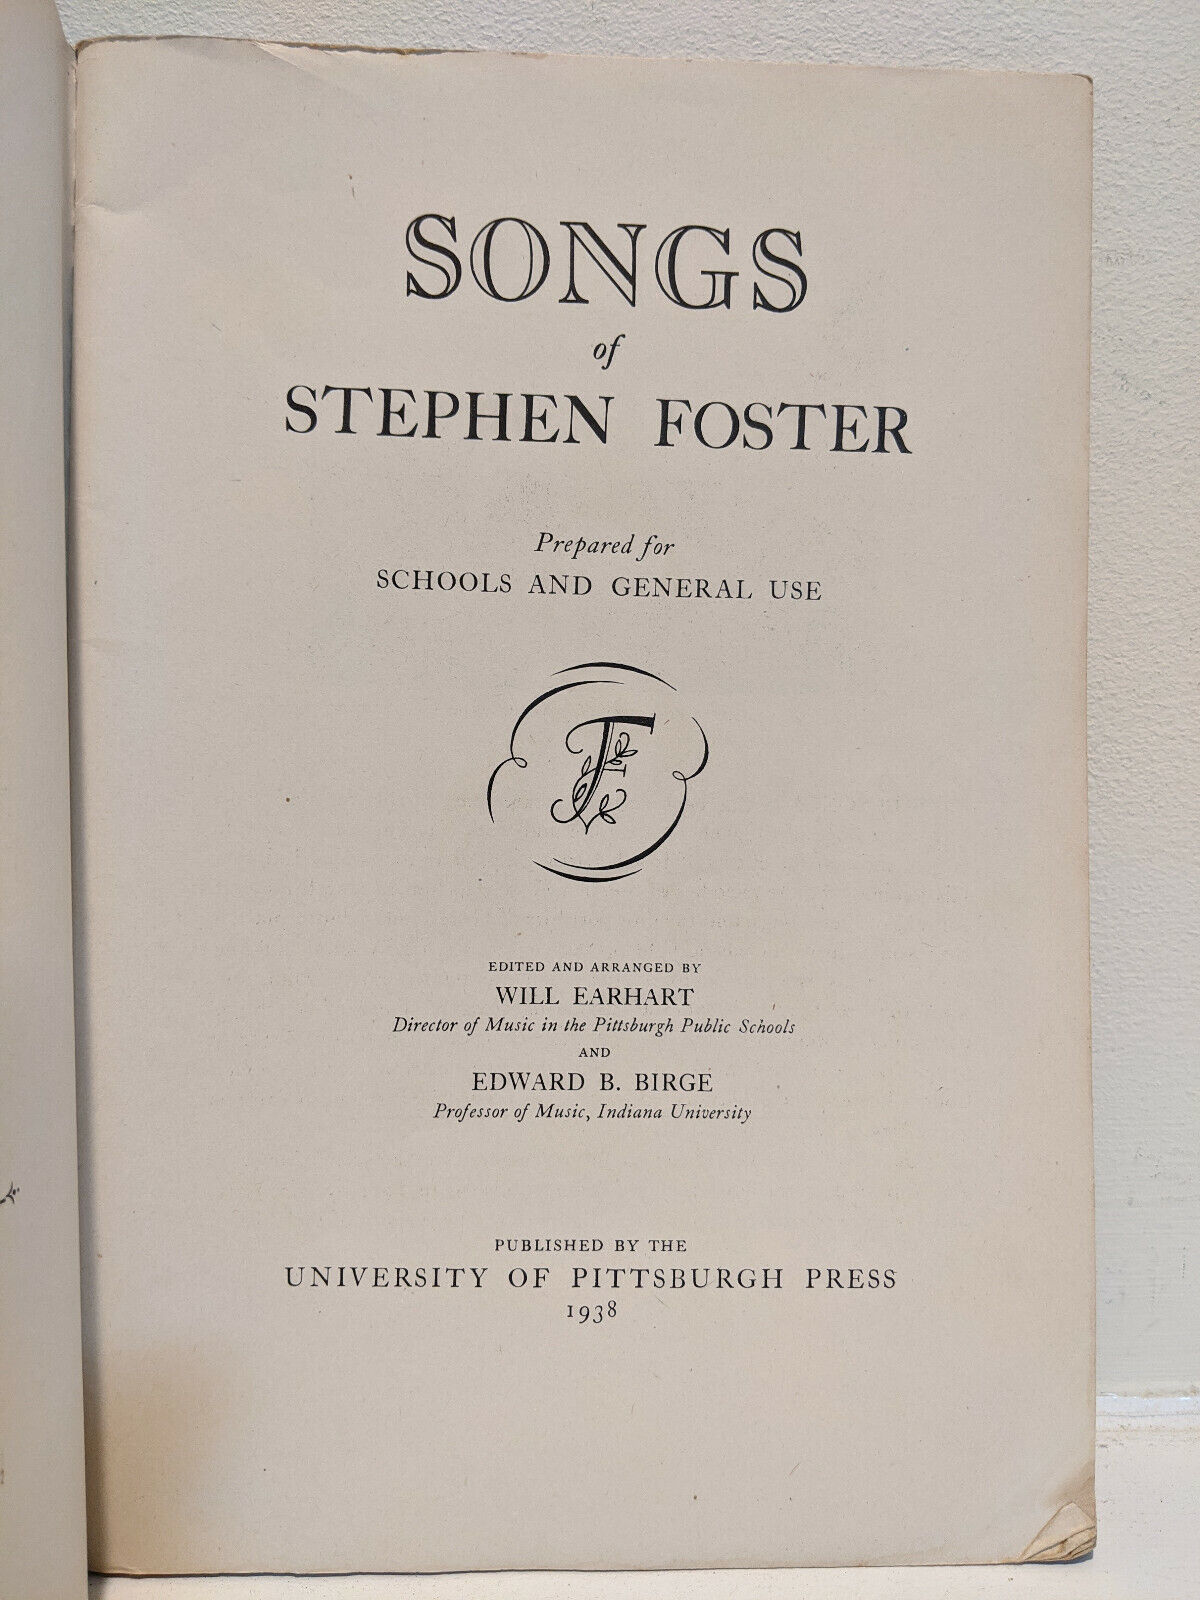 SONGS
of
STEPHEN FOSTER
Prepared for
SCHOOLS AND GENERAL USE
F
EDITED AND ARRANGED BY
WILL EARHART
Director of Music in the Pittsburgh Public Schools
AND
EDWARD B. BIRGE
Professor of Music, Indiana University
PUBLISHED BY THE
UNIVERSITY OF PITTSBURGH PRESS
1938